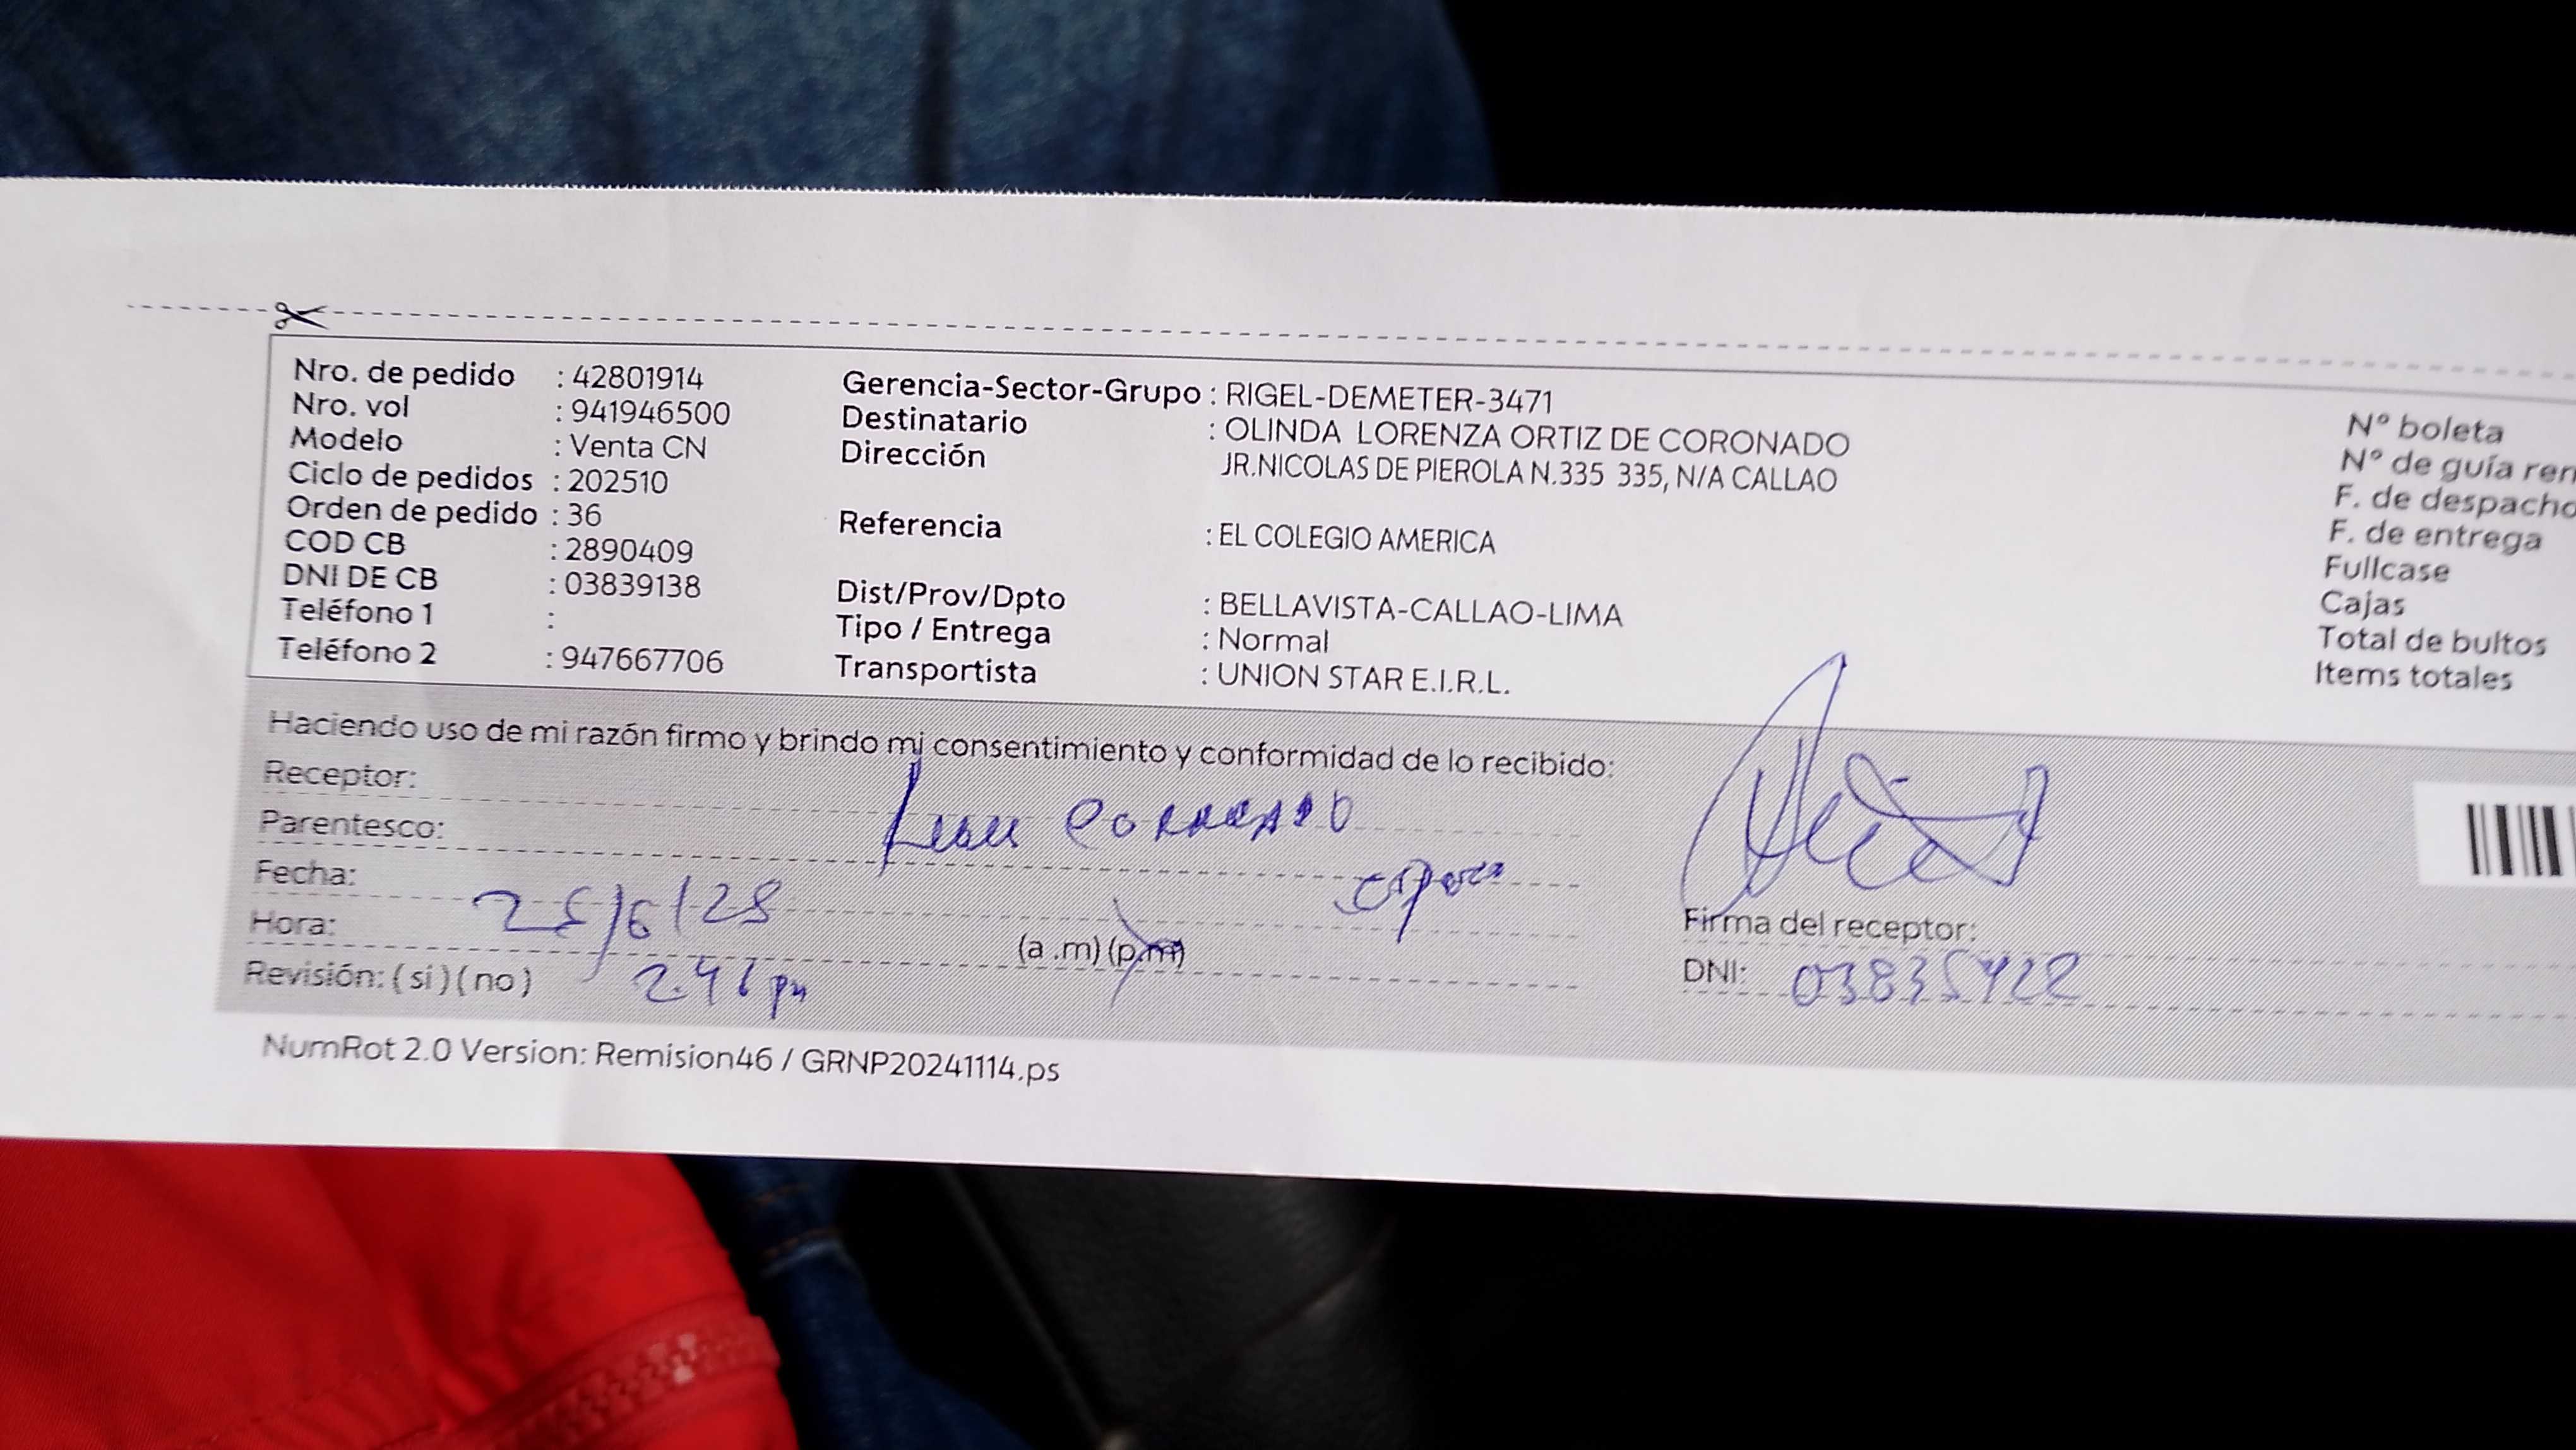 Nro. de pedido : 42801914
Nro. vol : 941946500
Modelo : Venta CN
Ciclo de pedidos : 202510
Orden de pedido : 36
COD CB : 2890409
DNI DE CB : 03839138
Teléfono 1 :
Teléfono 2 : 947667706
Gerencia-Sector-Grupo : RIGEL-DEMETER-3471
Destinatario : OLINDA LORENZA ORTIZ DE CORONADO
Dirección JR.NICOLAS DE PIEROLA N.335 335, N/A CALLAO
Referencia : EL COLEGIO AMERICA
Dist/Prov/Dpto : BELLAVISTA-CALLAO-LIMA
Tipo / Entrega : Normal
Transportista : UNION STAR E.I.R.L.
Nº boleta
Nº de guía
F. de despacho
F. de entrega
Fullcase
Cajas
Total de bultos
Items totales
Haciendo uso de mi razón firmo y brindo mi consentimiento y conformidad de lo recibido:
Receptor:
Parentesco:
Fecha:
Hora: (a .m) (p.m)
Revisión: ( si ) ( no )
Firma del receptor:
DNI:
NumRot 2.0 Version: Remision46 / GRNP20241114.ps